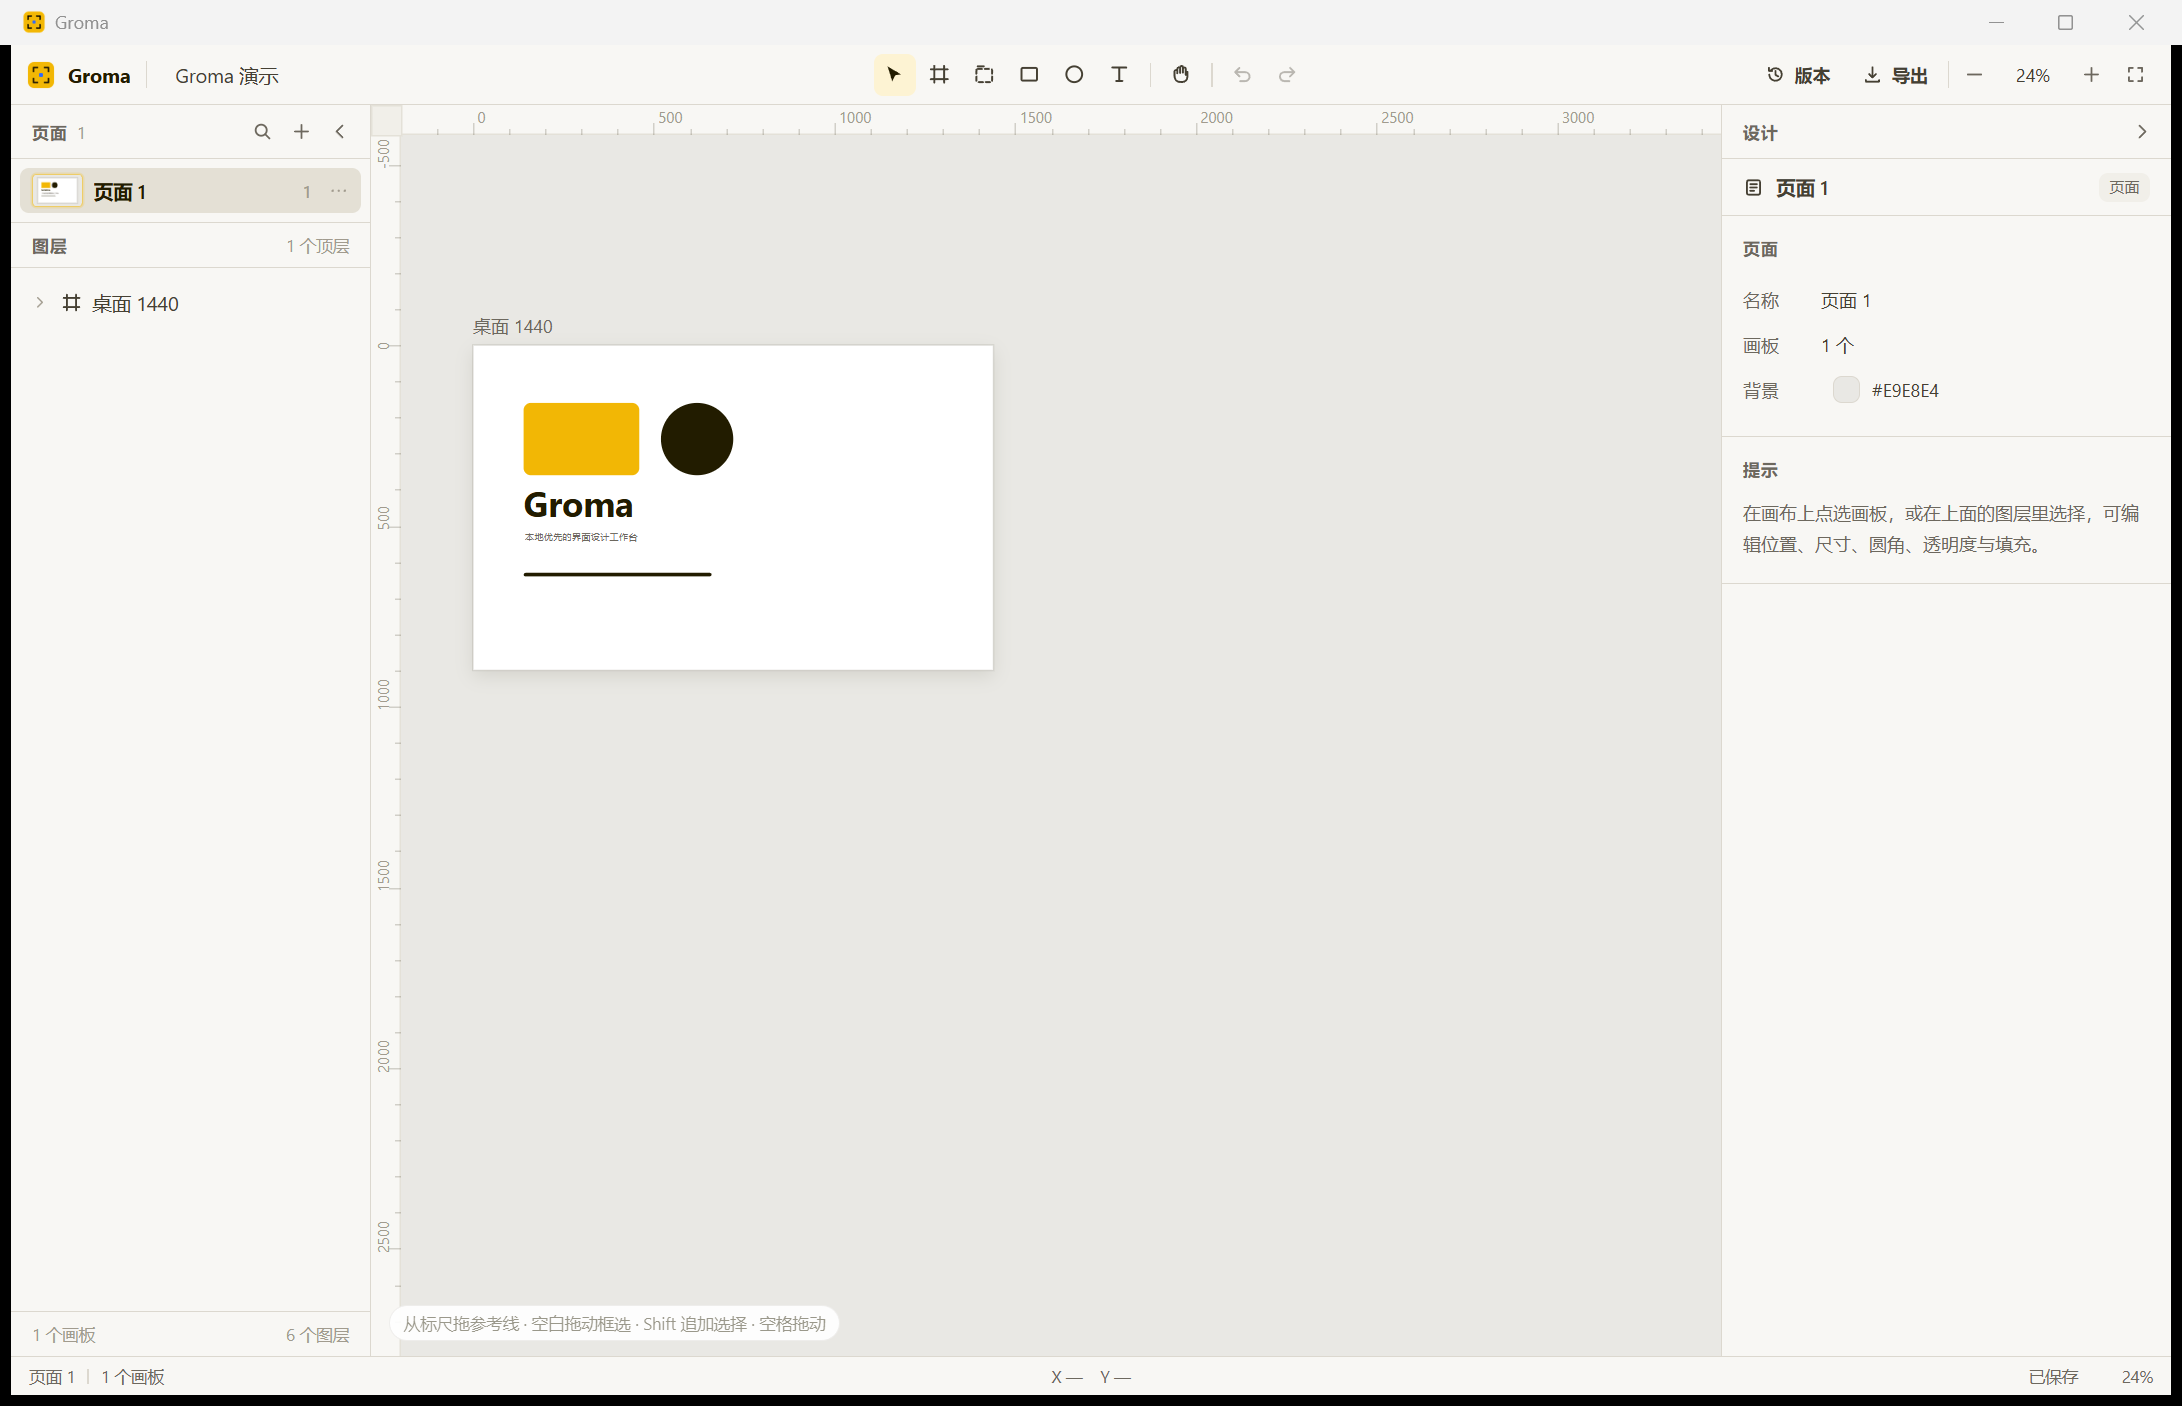 Groma
Groma
Groma 演示
版本
导出
24%
页面 1
页面 1
1
图层
1 个顶层
桌面 1440
0
500
1000
1500
2000
2500
3000
-500
0
500
1000
1500
2000
2500
桌面 1440
Groma
本地优先的界面设计工作台
从标尺拖参考线 · 空白拖动框选 · Shift 追加选择 · 空格拖动
1 个画板
6 个图层
设计
页面 1
页面
页面
名称
页面 1
画板
1 个
背景
#E9E8E4
提示
在画布上点选画板，或在上面的图层里选择，可编
辑位置、尺寸、圆角、透明度与填充。
页面 1
1 个画板
X —
Y —
已保存
24%